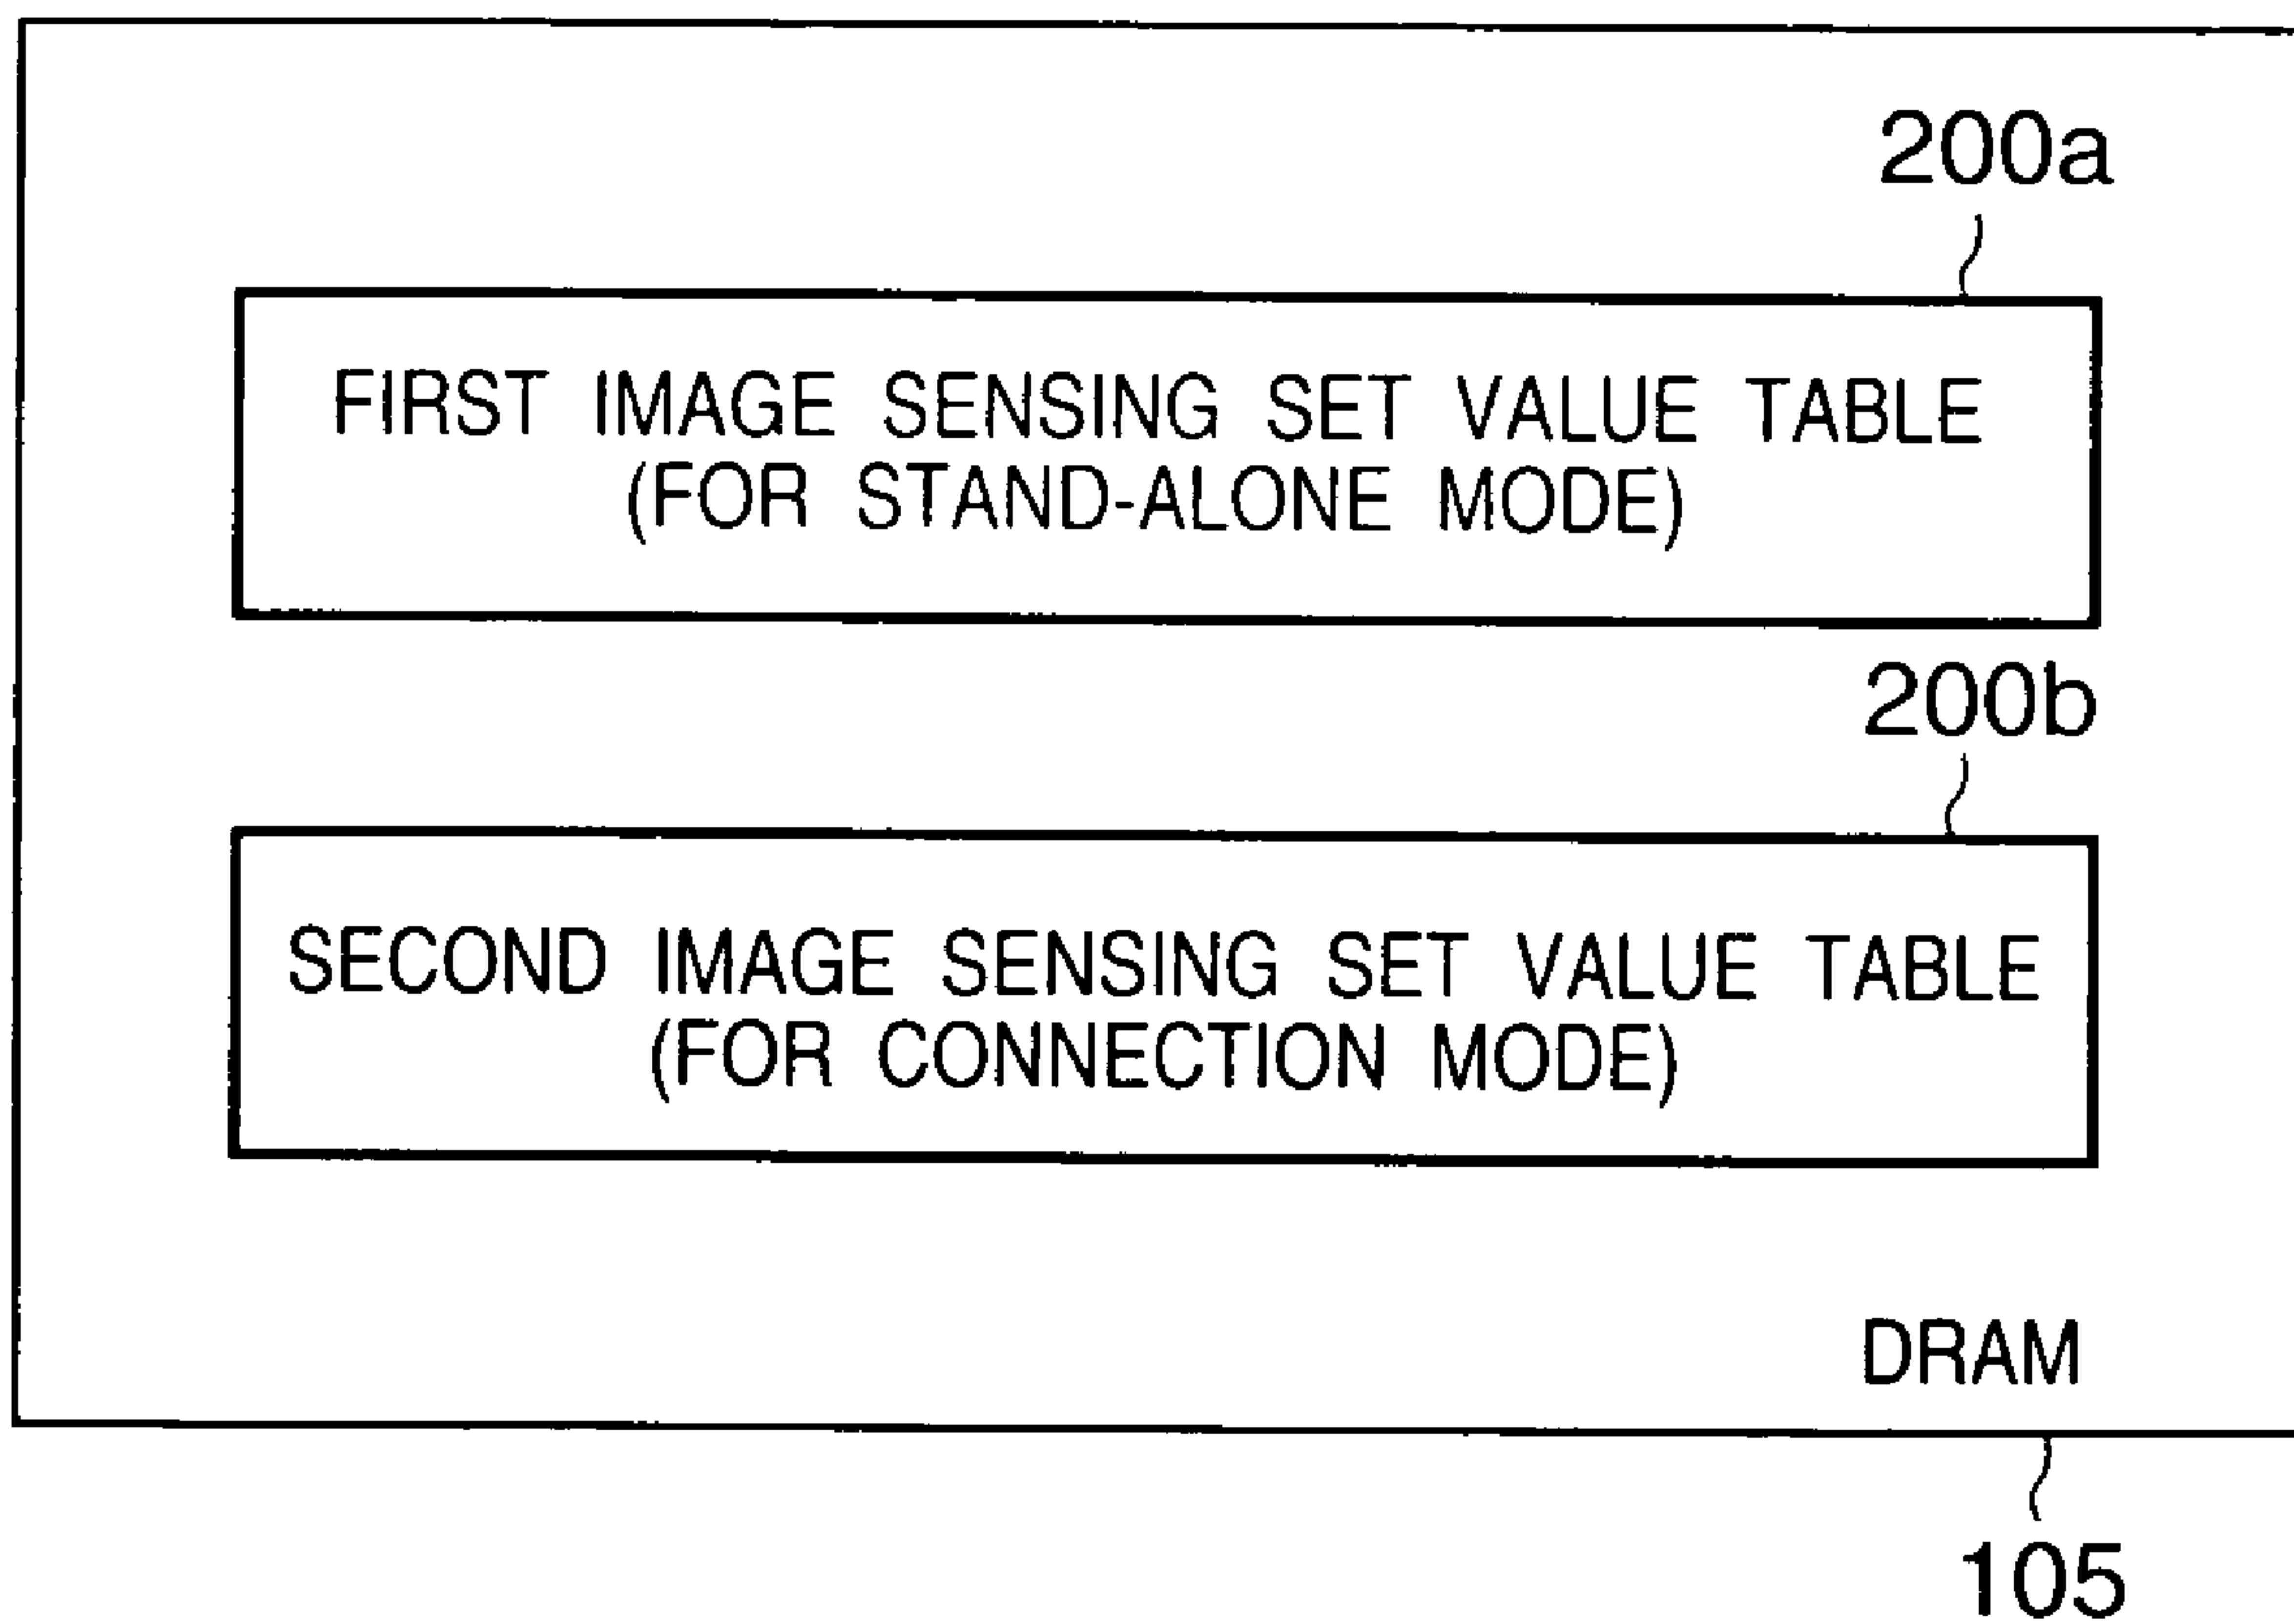 200a
FIRST IMAGE SENSING SET VALUE TABLE
(FOR STAND-ALONE MODE)
200b
SECOND IMAGE SENSING SET VALUE TABLE
(FOR CONNECTION MODE)
DRAM
105